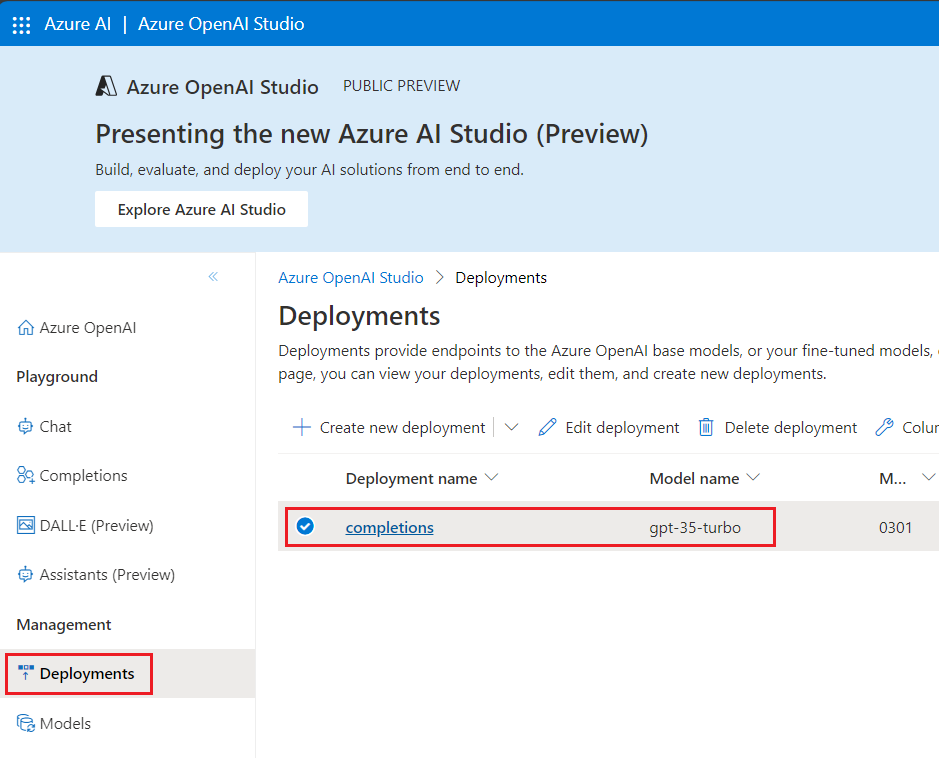 Azure AI | Azure OpenAI Studio
Azure OpenAI Studio PUBLIC PREVIEW
Presenting the new Azure AI Studio (Preview)
Build, evaluate, and deploy your AI solutions from end to end.
Explore Azure AI Studio
Azure OpenAI
Playground
Chat
Completions
DALL·E (Preview)
Assistants (Preview)
Management
Deployments
Models
Azure OpenAI Studio > Deployments
Deployments
Deployments provide endpoints to the Azure OpenAI base models, or your fine-tuned models,
page, you can view your deployments, edit them, and create new deployments.
Create new deployment Edit deployment Delete deployment Colu
Deployment name Model name M...
completions gpt-35-turbo 0301